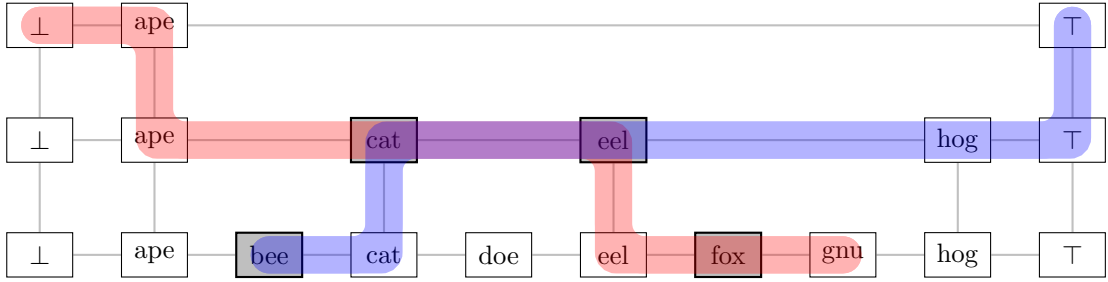 ⊥ ape ⊤
⊥ ape cat eel hog ⊤
⊥ ape bee cat doe eel fox gnu hog ⊤